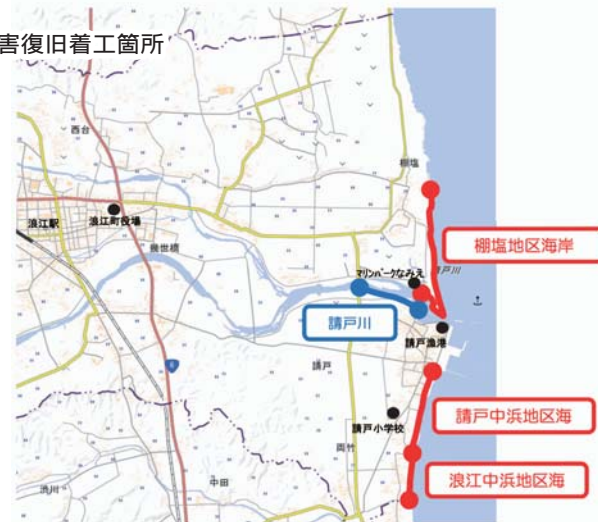 害復旧着工箇所
西台
棚塩
浪江駅
浪江町役場
棚塩地区海岸
幾世橋
マリンパークなみえ
請戸川
請戸川
請戸漁港
6
請戸
請戸小学校
請戸中浜地区海
両竹
中田
浪江中浜地区海
渋川